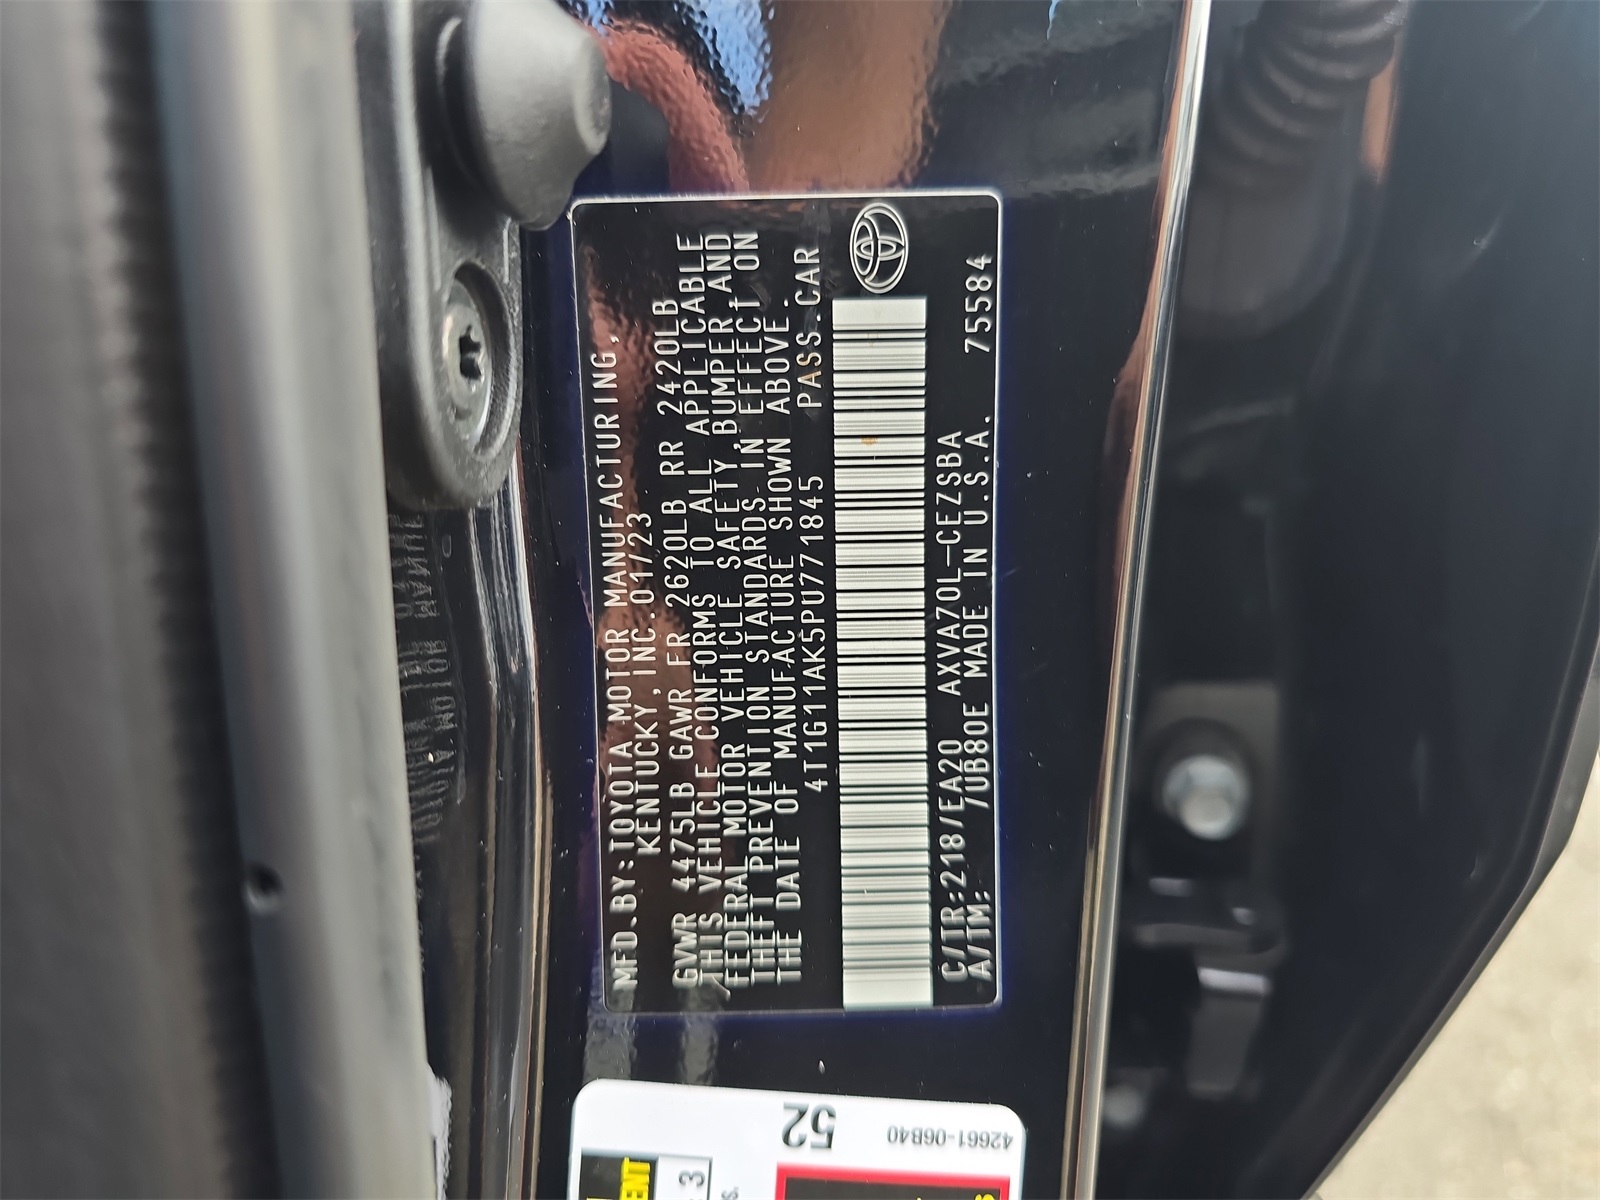 MFD.BY:TOYOTA MOTOR MANUFACTURING,
KENTUCKY,INC.01/23
GVWR 4475LB GAWR FR 2620LB RR 2420LB
THIS VEHICLE CONFORMS TO ALL APPLICABLE
FEDERAL MOTOR VEHICLE SAFETY,BUMPER AND
THEFT PREVENTION STANDARDS IN EFFECT ON
THE DATE OF MANUFACTURE SHOWN ABOVE.
4T1G11AK5PU771845 PASS.CAR
C/TR:218/EA20 AXVA70L-CEZSBA 75584
A/TM: /UB80E MADE IN U.S.A.
52
42661-06B40